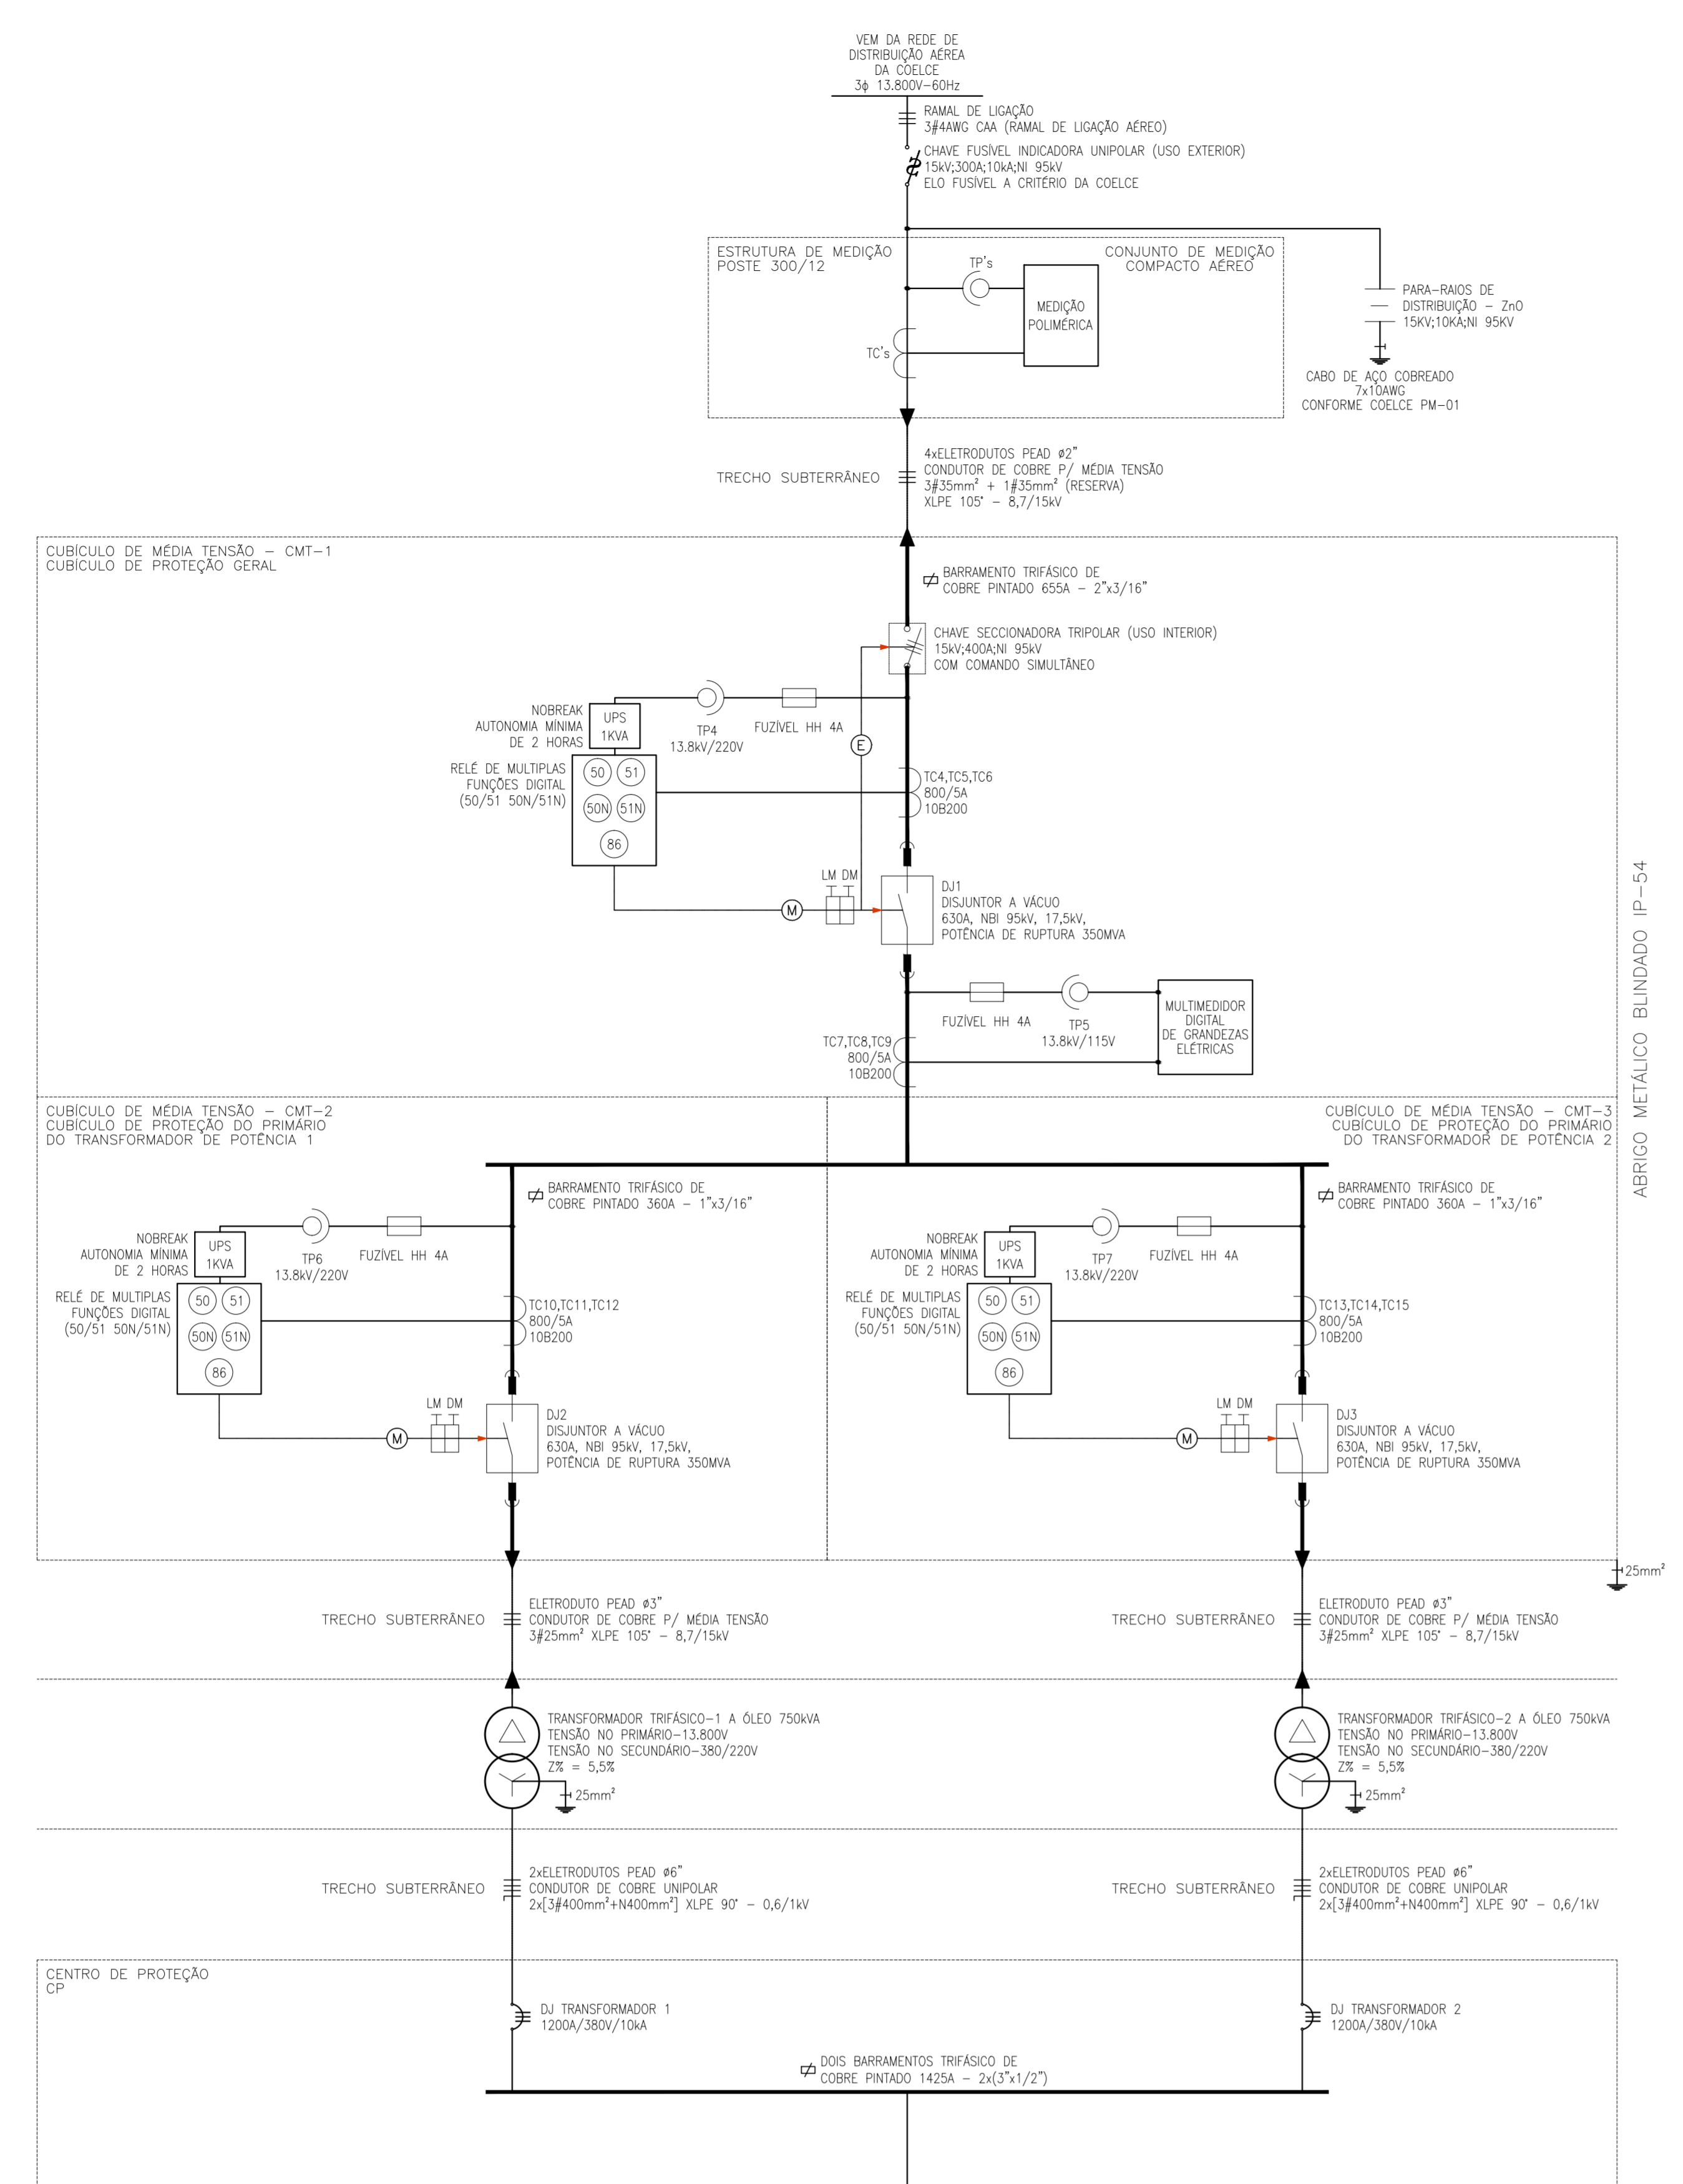 VEM DA REDE DE
DISTRIBUIÇÃO AÉREA
DA COELCE
3ϕ 13.800V-60Hz
RAMAL DE LIGAÇÃO
3#4AWG CAA (RAMAL DE LIGAÇÃO AÉREO)
CHAVE FUSÍVEL INDICADORA UNIPOLAR (USO EXTERIOR)
15kV;300A;10kA;NI 95kV
ELO FUSÍVEL A CRITÉRIO DA COELCE
ESTRUTURA DE MEDIÇÃO
POSTE 300/12
CONJUNTO DE MEDIÇÃO
COMPACTO AÉREO
TP's
MEDIÇÃO
POLIMÉRICA
TC's
PARA-RAIOS DE
DISTRIBUIÇÃO - ZnO
15KV;10KA;NI 95KV
CABO DE AÇO COBREADO
7x10AWG
CONFORME COELCE PM-01
TRECHO SUBTERRÂNEO
4xELETRODUTOS PEAD ø2"
CONDUTOR DE COBRE P/ MÉDIA TENSÃO
3#35mm² + 1#35mm² (RESERVA)
XLPE 105° - 8,7/15kV
CUBÍCULO DE MÉDIA TENSÃO - CMT-1
CUBÍCULO DE PROTEÇÃO GERAL
BARRAMENTO TRIFÁSICO DE
COBRE PINTADO 655A - 2"x3/16"
CHAVE SECCIONADORA TRIPOLAR (USO INTERIOR)
15kV;400A;NI 95kV
COM COMANDO SIMULTÂNEO
NOBREAK
AUTONOMIA MÍNIMA
DE 2 HORAS
UPS
1KVA
TP4
13.8kV/220V
FUZÍVEL HH 4A
E
RELÉ DE MULTIPLAS
FUNÇÕES DIGITAL
(50/51 50N/51N)
50 51
50N 51N
86
TC4,TC5,TC6
800/5A
10B200
M
LM DM
DJ1
DISJUNTOR A VÁCUO
630A, NBI 95kV, 17,5kV,
POTÊNCIA DE RUPTURA 350MVA
FUZÍVEL HH 4A
TP5
13.8kV/115V
MULTIMEDIDOR
DIGITAL
DE GRANDEZAS
ELÉTRICAS
TC7,TC8,TC9
800/5A
10B200
ABRIGO METÁLICO BLINDADO IP-54
CUBÍCULO DE MÉDIA TENSÃO - CMT-2
CUBÍCULO DE PROTEÇÃO DO PRIMÁRIO
DO TRANSFORMADOR DE POTÊNCIA 1
CUBÍCULO DE MÉDIA TENSÃO - CMT-3
CUBÍCULO DE PROTEÇÃO DO PRIMÁRIO
DO TRANSFORMADOR DE POTÊNCIA 2
BARRAMENTO TRIFÁSICO DE
COBRE PINTADO 360A - 1"x3/16"
NOBREAK
AUTONOMIA MÍNIMA
DE 2 HORAS
UPS
1KVA
TP6
13.8kV/220V
FUZÍVEL HH 4A
RELÉ DE MULTIPLAS
FUNÇÕES DIGITAL
(50/51 50N/51N)
50 51
50N 51N
86
TC10,TC11,TC12
800/5A
10B200
M
LM DM
DJ2
DISJUNTOR A VÁCUO
630A, NBI 95kV, 17,5kV,
POTÊNCIA DE RUPTURA 350MVA
BARRAMENTO TRIFÁSICO DE
COBRE PINTADO 360A - 1"x3/16"
NOBREAK
AUTONOMIA MÍNIMA
DE 2 HORAS
UPS
1KVA
TP7
13.8kV/220V
FUZÍVEL HH 4A
RELÉ DE MULTIPLAS
FUNÇÕES DIGITAL
(50/51 50N/51N)
50 51
50N 51N
86
TC13,TC14,TC15
800/5A
10B200
M
LM DM
DJ3
DISJUNTOR A VÁCUO
630A, NBI 95kV, 17,5kV,
POTÊNCIA DE RUPTURA 350MVA
25mm²
TRECHO SUBTERRÂNEO
ELETRODUTO PEAD ø3"
CONDUTOR DE COBRE P/ MÉDIA TENSÃO
3#25mm² XLPE 105° - 8,7/15kV
TRECHO SUBTERRÂNEO
ELETRODUTO PEAD ø3"
CONDUTOR DE COBRE P/ MÉDIA TENSÃO
3#25mm² XLPE 105° - 8,7/15kV
TRANSFORMADOR TRIFÁSICO-1 A ÓLEO 750kVA
TENSÃO NO PRIMÁRIO-13.800V
TENSÃO NO SECUNDÁRIO-380/220V
Z% = 5,5%
25mm²
TRANSFORMADOR TRIFÁSICO-2 A ÓLEO 750kVA
TENSÃO NO PRIMÁRIO-13.800V
TENSÃO NO SECUNDÁRIO-380/220V
Z% = 5,5%
25mm²
TRECHO SUBTERRÂNEO
2xELETRODUTOS PEAD ø6"
CONDUTOR DE COBRE UNIPOLAR
2x[3#400mm²+N400mm²] XLPE 90° - 0,6/1kV
TRECHO SUBTERRÂNEO
2xELETRODUTOS PEAD ø6"
CONDUTOR DE COBRE UNIPOLAR
2x[3#400mm²+N400mm²] XLPE 90° - 0,6/1kV
CENTRO DE PROTEÇÃO
CP
DJ TRANSFORMADOR 1
1200A/380V/10kA
DJ TRANSFORMADOR 2
1200A/380V/10kA
DOIS BARRAMENTOS TRIFÁSICO DE
COBRE PINTADO 1425A - 2x(3"x1/2")